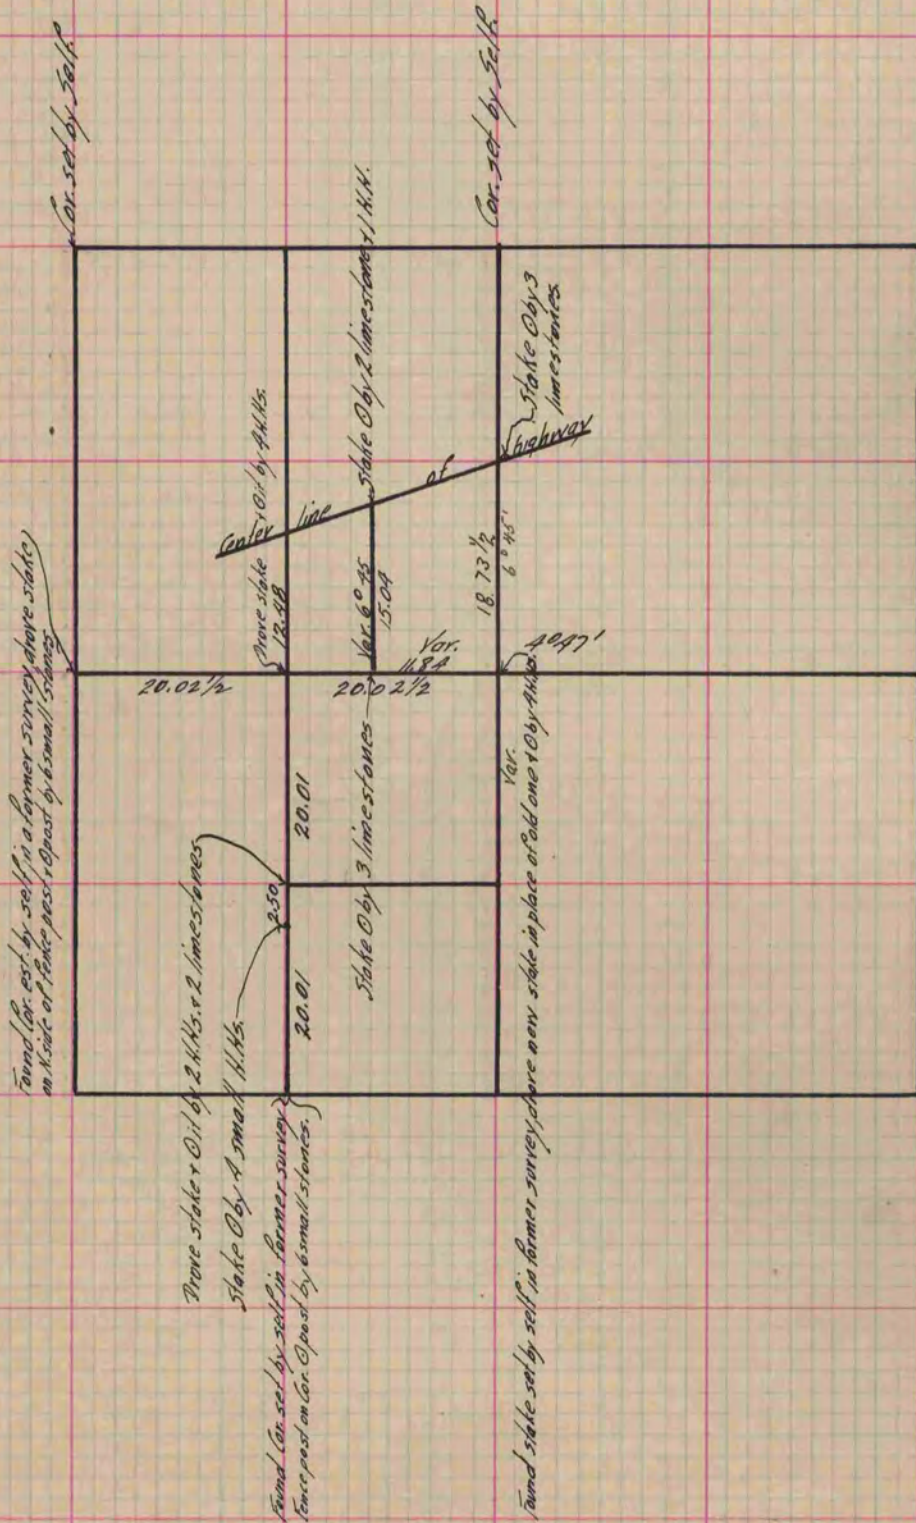 Cor. set by Self.
Cor. set by Self.
Found Cor. est. by self in a former survey drove stake
on N. side of fence post & ʘ post by 6 small stones
Drove stake & ʘ it by 4 H.Hs.
12.48
Center line of highway
Stake ʘ by 2 limestones & 1 H.H.
Var. 6° 45
15.04
Stake ʘ by 3
limestones.
18.73 ½
6° 45'
20.02 ½
20.02 ½
Var.
11.84
4° 47'
Var.
20.01
2.50
20.01
Stake ʘ by 3 limestones
Drove stake & ʘ it by 2 H.Hs. & 2 limestones
Stake ʘ by 4 small H.Hs.
Found Cor. set by self in former survey
Fence post on Cor. ʘ post by 6 small stones.
Found stake set by self in former survey, drove new stake in place of old one & ʘ by 4 H.Hs.